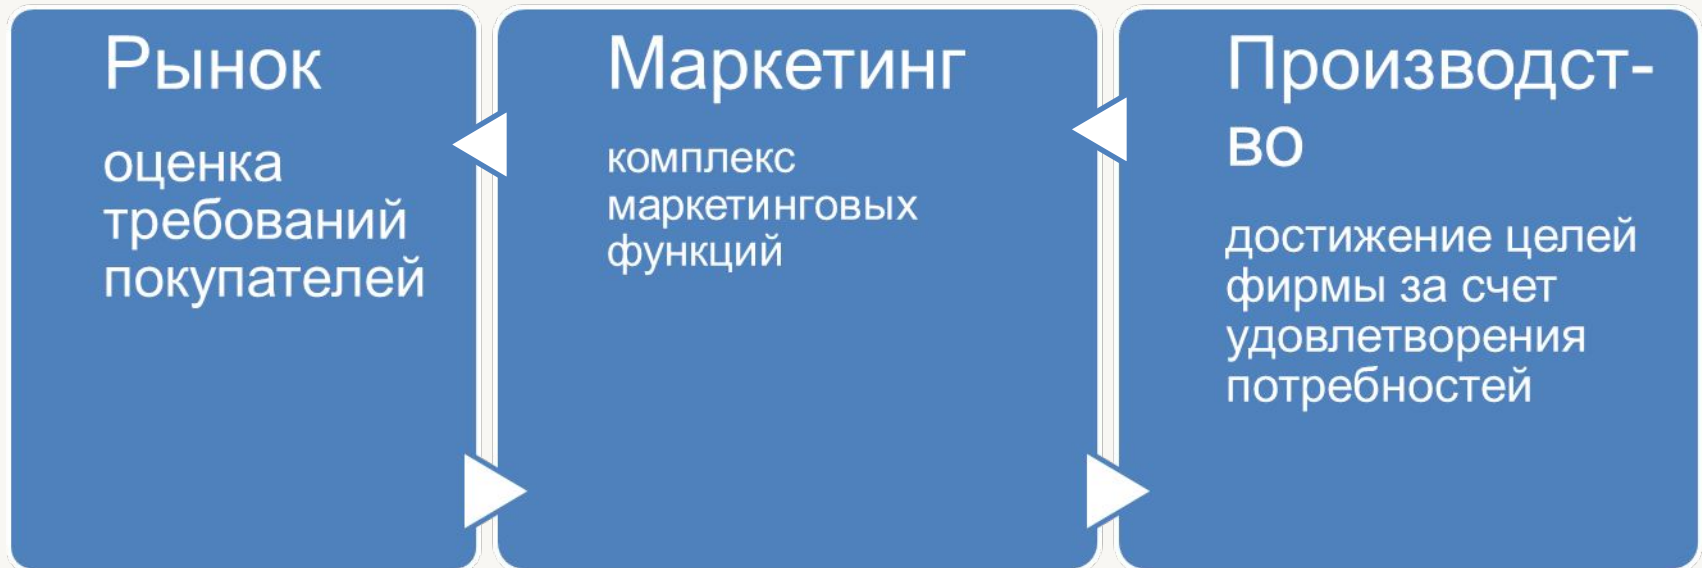 Рынок
оценка
требований
покупателей
Маркетинг
комплекс
маркетинговых
функций
Производст-
во
достижение целей
фирмы за счет
удовлетворения
потребностей